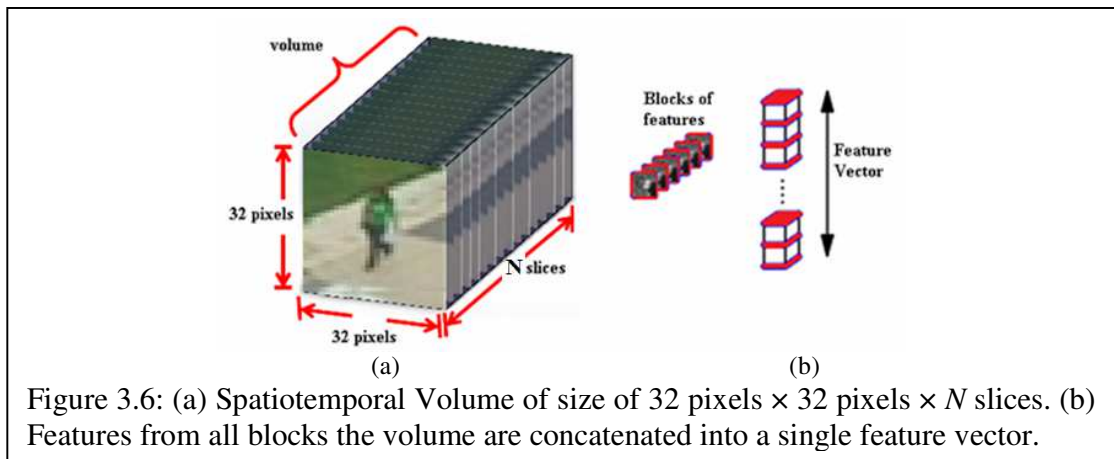 volume
32 pixels
32 pixels
N slices
(a)
Blocks of
features
Feature
Vector
(b)
Figure 3.6: (a) Spatiotemporal Volume of size of 32 pixels × 32 pixels × N slices. (b)
Features from all blocks the volume are concatenated into a single feature vector.